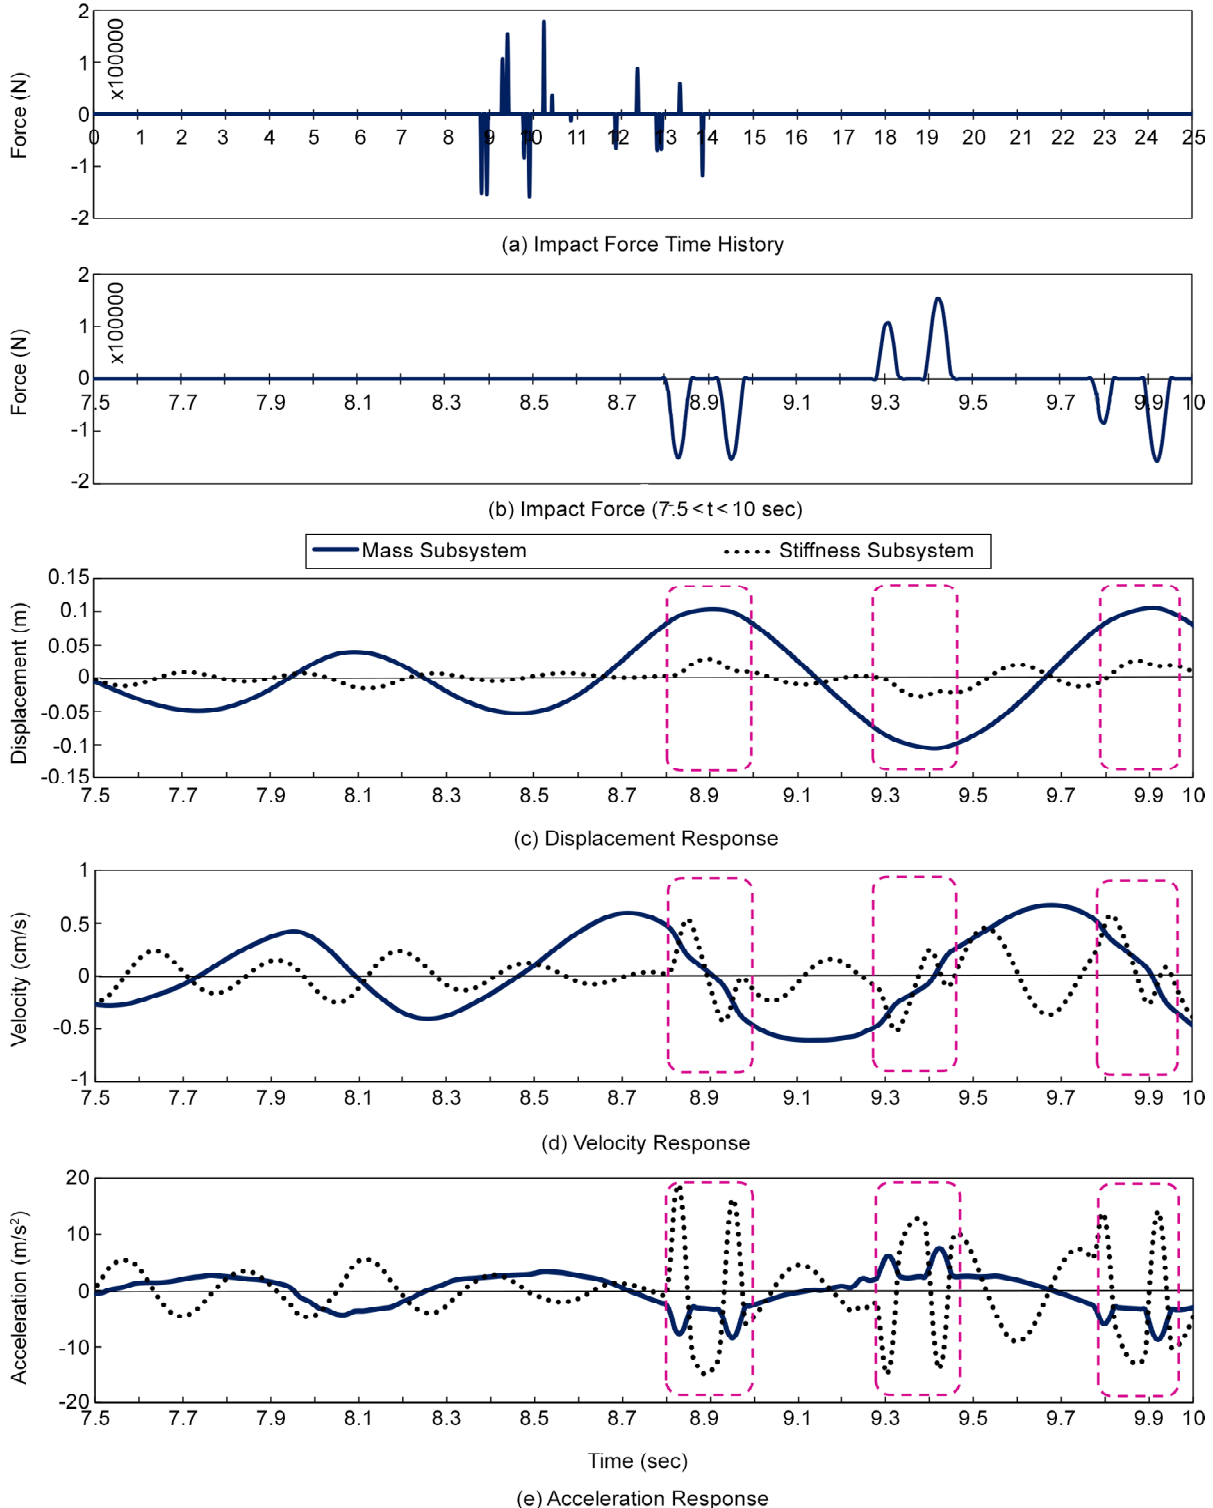 2
1
0
-1
-2
Force (N)
x100000
0 1 2 3 4 5 6 7 8 9 10 11 12 13 14 15 16 17 18 19 20 21 22 23 24 25
(a) Impact Force Time History
2
1
0
-1
-2
Force (N)
x100000
7.5 7.7 7.9 8.1 8.3 8.5 8.7 8.9 9.1 9.3 9.5 9.7 9.9 10
(b) Impact Force (7.5 < t < 10 sec)
Mass Subsystem Stiffness Subsystem
0.15
0.1
0.05
0
-0.05
-0.1
-0.15
Displacement (m)
7.5 7.7 7.9 8.1 8.3 8.5 8.7 8.9 9.1 9.3 9.5 9.7 9.9 10
(c) Displacement Response
1
0.5
0
-0.5
-1
Velocity (cm/s)
7.5 7.7 7.9 8.1 8.3 8.5 8.7 8.9 9.1 9.3 9.5 9.7 9.9 10
(d) Velocity Response
20
10
0
-10
-20
Acceleration (m/s²)
7.5 7.7 7.9 8.1 8.3 8.5 8.7 8.9 9.1 9.3 9.5 9.7 9.9 10
Time (sec)
(e) Acceleration Response